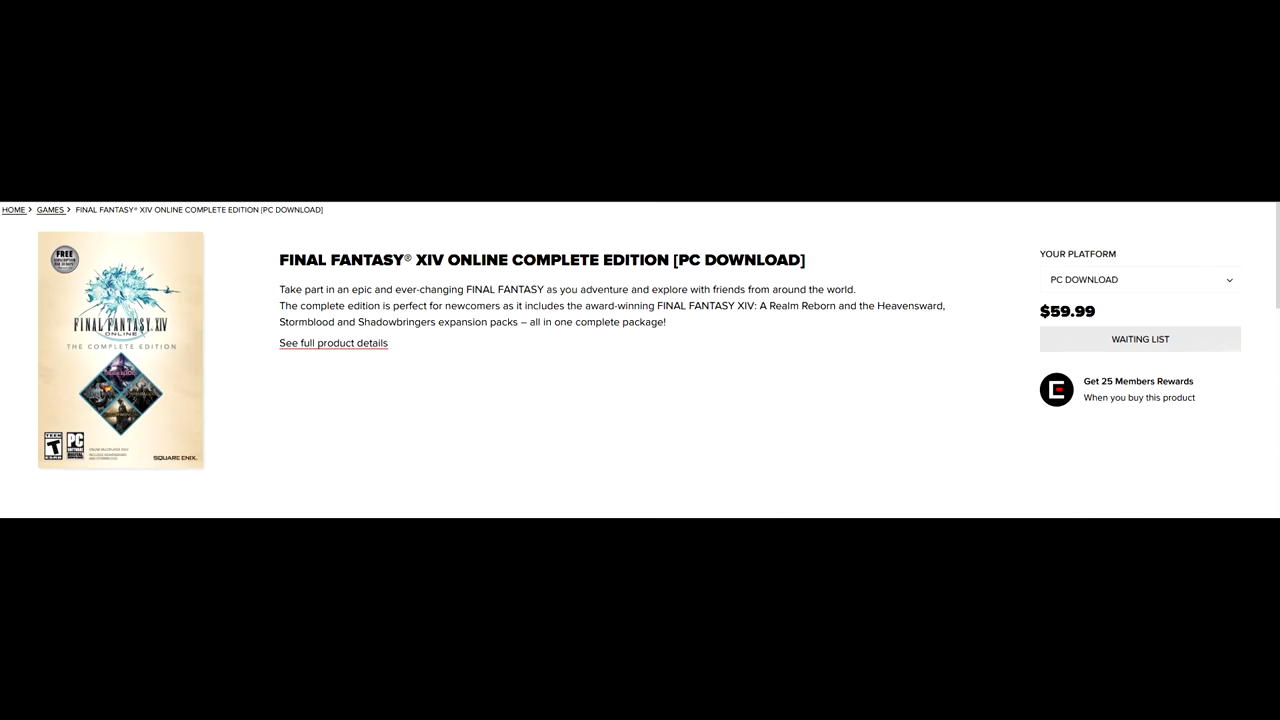 HOME > GAMES > FINAL FANTASY® XIV ONLINE COMPLETE EDITION [PC DOWNLOAD]
FREE
FINAL FANTASY XIV
ONLINE
THE COMPLETE EDITION
TEEN
T
ESRB
PC
SQUARE ENIX.
FINAL FANTASY® XIV ONLINE COMPLETE EDITION [PC DOWNLOAD]
Take part in an epic and ever-changing FINAL FANTASY as you adventure and explore with friends from around the world.
The complete edition is perfect for newcomers as it includes the award-winning FINAL FANTASY XIV: A Realm Reborn and the Heavensward,
Stormblood and Shadowbringers expansion packs – all in one complete package!
See full product details
YOUR PLATFORM
PC DOWNLOAD
$59.99
WAITING LIST
Get 25 Members Rewards
When you buy this product